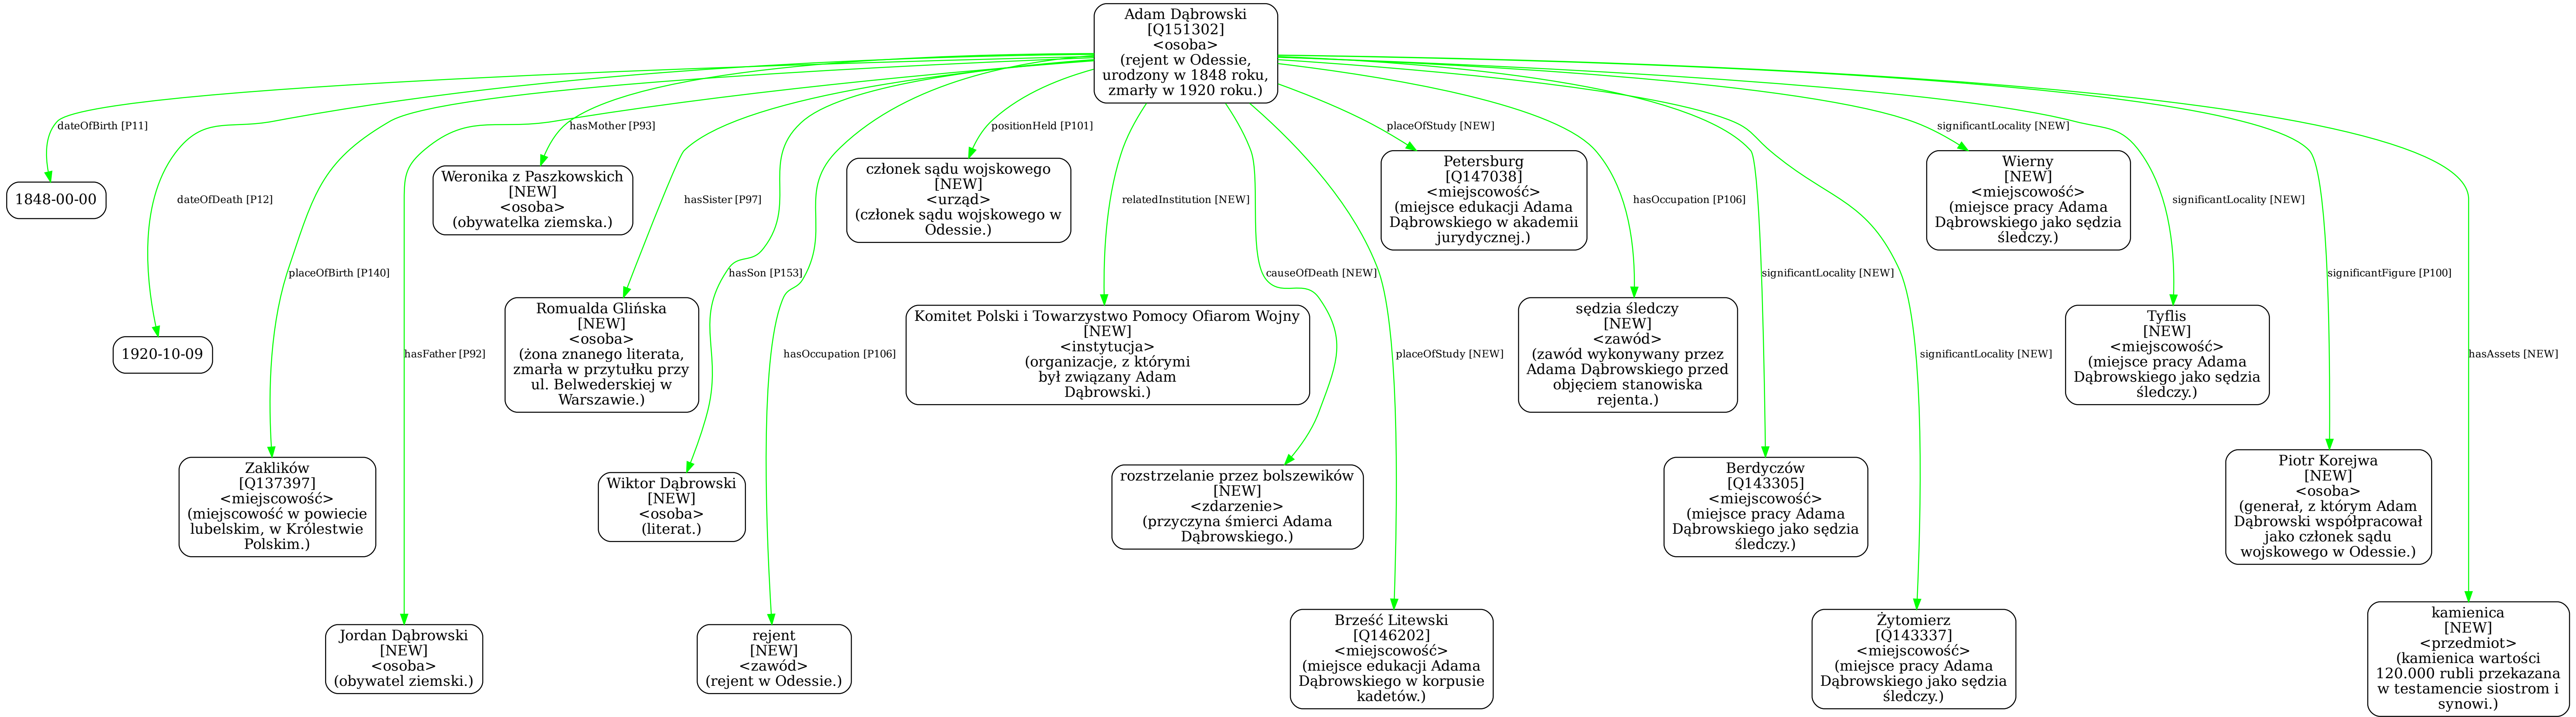 Adam Dąbrowski
[Q151302]
<osoba>
(rejent w Odessie,
urodzony w 1848 roku,
zmarły w 1920 roku.)
dateOfBirth [P11]
hasMother [P93]
positionHeld [P101]
placeOfStudy [NEW]
significantLocality [NEW]
1848-00-00
dateOfDeath [P12]
Weronika z Paszkowskich
[NEW]
<osoba>
(obywatelka ziemska.)
hasSister [P97]
członek sądu wojskowego
[NEW]
<urząd>
(członek sądu wojskowego w
Odessie.)
relatedInstitution [NEW]
Petersburg
[Q147038]
<miejscowość>
(miejsce edukacji Adama
Dąbrowskiego w akademii
jurydycznej.)
hasOccupation [P106]
Wierny
[NEW]
<miejscowość>
(miejsce pracy Adama
Dąbrowskiego jako sędzia
śledczy.)
significantLocality [NEW]
placeOfBirth [P140]
hasSon [P153]
causeOfDeath [NEW]
significantLocality [NEW]
significantFigure [P100]
1920-10-09
hasFather [P92]
Romualda Glińska
[NEW]
<osoba>
(żona znanego literata,
zmarła w przytułku przy
ul. Belwederskiej w
Warszawie.)
hasOccupation [P106]
Komitet Polski i Towarzystwo Pomocy Ofiarom Wojny
[NEW]
<instytucja>
(organizacje, z którymi
był związany Adam
Dąbrowski.)
placeOfStudy [NEW]
sędzia śledczy
[NEW]
<zawód>
(zawód wykonywany przez
Adama Dąbrowskiego przed
objęciem stanowiska
rejenta.)
significantLocality [NEW]
Tyflis
[NEW]
<miejscowość>
(miejsce pracy Adama
Dąbrowskiego jako sędzia
śledczy.)
hasAssets [NEW]
Zaklików
[Q137397]
<miejscowość>
(miejscowość w powiecie
lubelskim, w Królestwie
Polskim.)
Wiktor Dąbrowski
[NEW]
<osoba>
(literat.)
rozstrzelanie przez bolszewików
[NEW]
<zdarzenie>
(przyczyna śmierci Adama
Dąbrowskiego.)
Berdyczów
[Q143305]
<miejscowość>
(miejsce pracy Adama
Dąbrowskiego jako sędzia
śledczy.)
Piotr Korejwa
[NEW]
<osoba>
(generał, z którym Adam
Dąbrowski współpracował
jako członek sądu
wojskowego w Odessie.)
Jordan Dąbrowski
[NEW]
<osoba>
(obywatel ziemski.)
rejent
[NEW]
<zawód>
(rejent w Odessie.)
Brześć Litewski
[Q146202]
<miejscowość>
(miejsce edukacji Adama
Dąbrowskiego w korpusie
kadetów.)
Żytomierz
[Q143337]
<miejscowość>
(miejsce pracy Adama
Dąbrowskiego jako sędzia
śledczy.)
kamienica
[NEW]
<przedmiot>
(kamienica wartości
120.000 rubli przekazana
w testamencie siostrom i
synowi.)